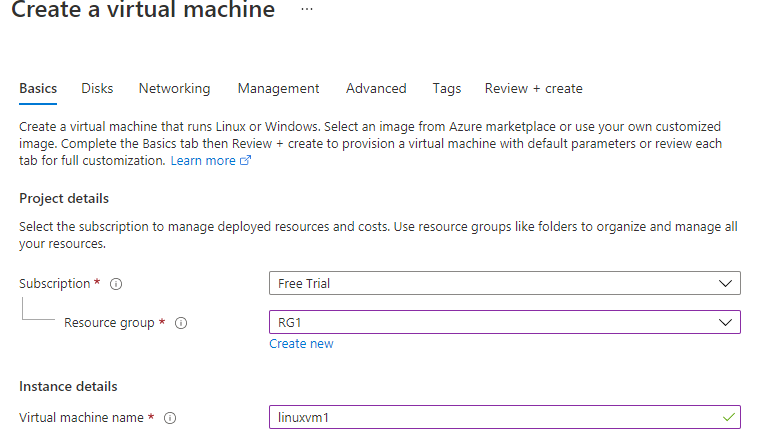 Create a virtual machine ...
Basics Disks Networking Management Advanced Tags Review + create
Create a virtual machine that runs Linux or Windows. Select an image from Azure marketplace or use your own customized
image. Complete the Basics tab then Review + create to provision a virtual machine with default parameters or review each
tab for full customization. Learn more
Project details
Select the subscription to manage deployed resources and costs. Use resource groups like folders to organize and manage all
your resources.
Subscription * Free Trial
Resource group * RG1
Create new
Instance details
Virtual machine name * linuxvm1